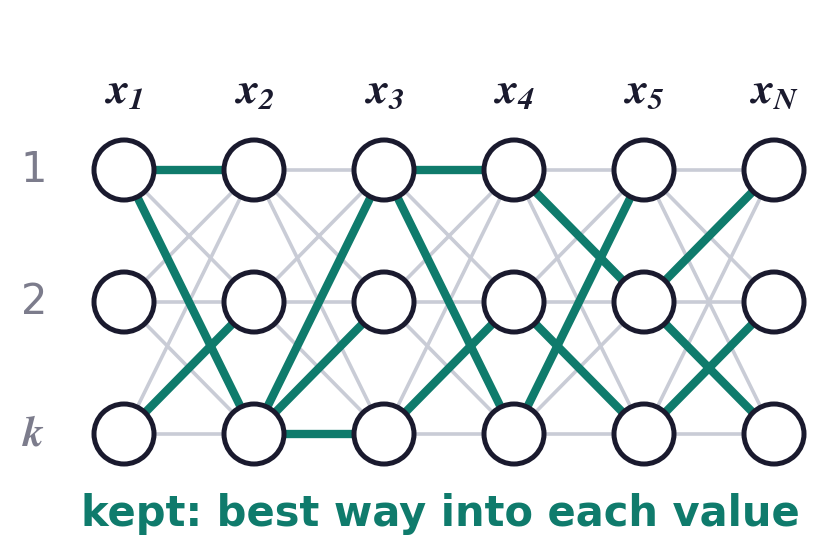 x1 x2 x3 x4 x5 xN
1
2
k
kept: best way into each value